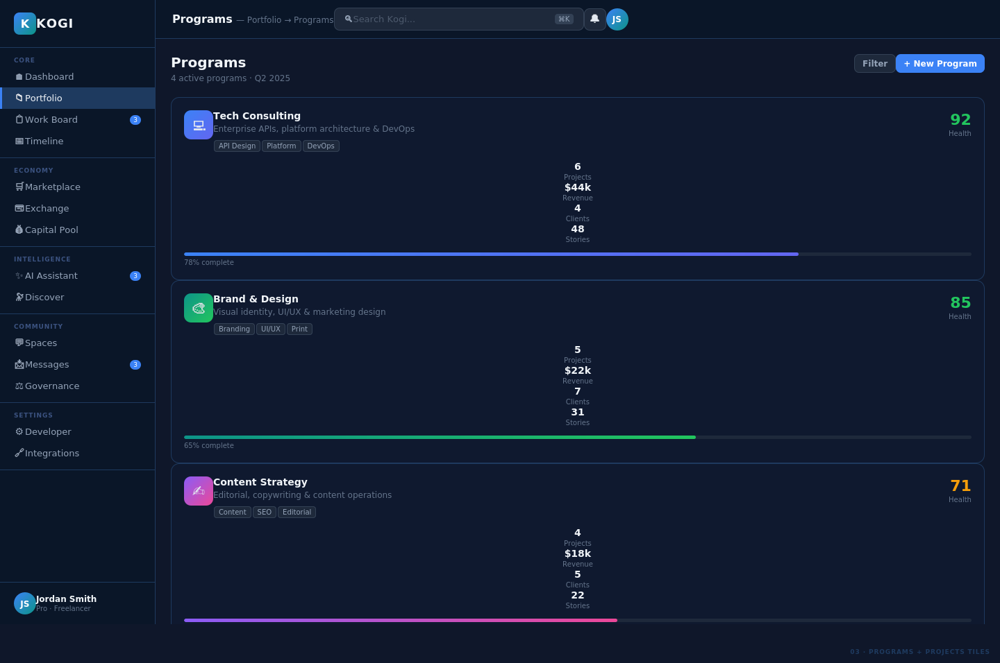 K KOGI
Programs — Portfolio → Programs
Search Kogi...
⌘K
JS
CORE
Dashboard
Portfolio
Work Board 3
Timeline
ECONOMY
Marketplace
Exchange
Capital Pool
INTELLIGENCE
AI Assistant 3
Discover
COMMUNITY
Spaces
Messages 3
Governance
SETTINGS
Developer
Integrations
JS
Jordan Smith
Pro · Freelancer
Programs
4 active programs · Q2 2025
Filter
+ New Program
Tech Consulting
Enterprise APIs, platform architecture & DevOps
API Design Platform DevOps
92
Health
6
Projects
$44k
Revenue
4
Clients
48
Stories
78% complete
Brand & Design
Visual identity, UI/UX & marketing design
Branding UI/UX Print
85
Health
5
Projects
$22k
Revenue
7
Clients
31
Stories
65% complete
Content Strategy
Editorial, copywriting & content operations
Content SEO Editorial
71
Health
4
Projects
$18k
Revenue
5
Clients
22
Stories
03 · PROGRAMS + PROJECTS TILES